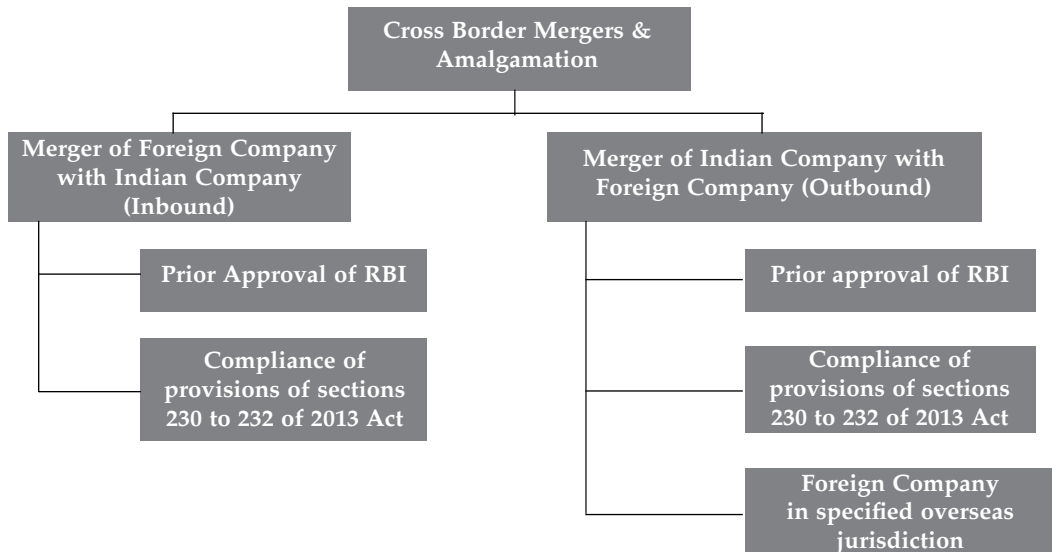 Cross Border Mergers &
Amalgamation
Merger of Foreign Company
with Indian Company
(Inbound)
Prior Approval of RBI
Compliance of
provisions of sections
230 to 232 of 2013 Act
Merger of Indian Company with
Foreign Company (Outbound)
Prior approval of RBI
Compliance of
provisions of sections
230 to 232 of 2013 Act
Foreign Company
in specified overseas
jurisdiction